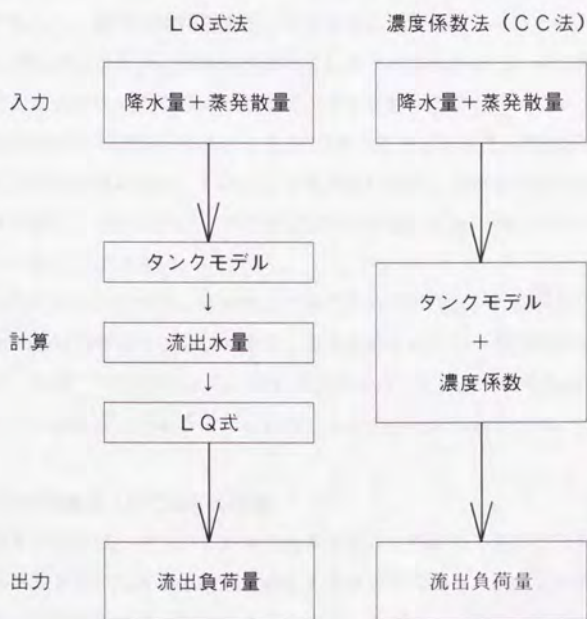 LQ式法
濃度係数法(CC法)
入力
降水量+蒸発散量
降水量+蒸発散量
タンクモデル
↓
計算
流出水量
↓
LQ式
タンクモデル
+
濃度係数
出力
流出負荷量
流出負荷量